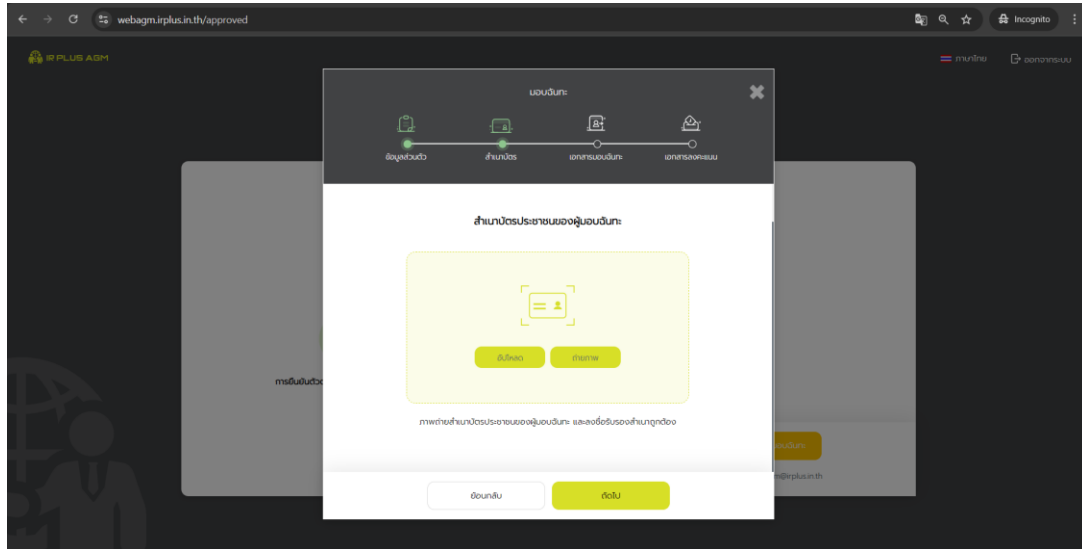 webagm.irplus.in.th/approved
Incognito
IR PLUS AGM
ภาษาไทย
ออกจากระบบ
มอบฉันทะ
ข้อมูลส่วนตัว
สำเนาบัตร
เอกสารมอบฉันทะ
เอกสารลงคะแนน
สำเนาบัตรประชาชนของผู้มอบฉันทะ
อัปโหลด
ถ่ายภาพ
การยืนยันตัวต
ภาพถ่ายสำเนาบัตรประชาชนของผู้มอบฉันทะ และลงชื่อรับรองสำเนาถูกต้อง
อบฉันทะ
m@irplus.in.th
ย้อนกลับ
ถัดไป